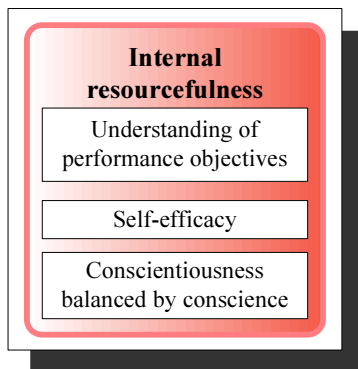 Internal
resourcefulness
Understanding of
performance objectives
Self-efficacy
Conscientiousness
balanced by conscience